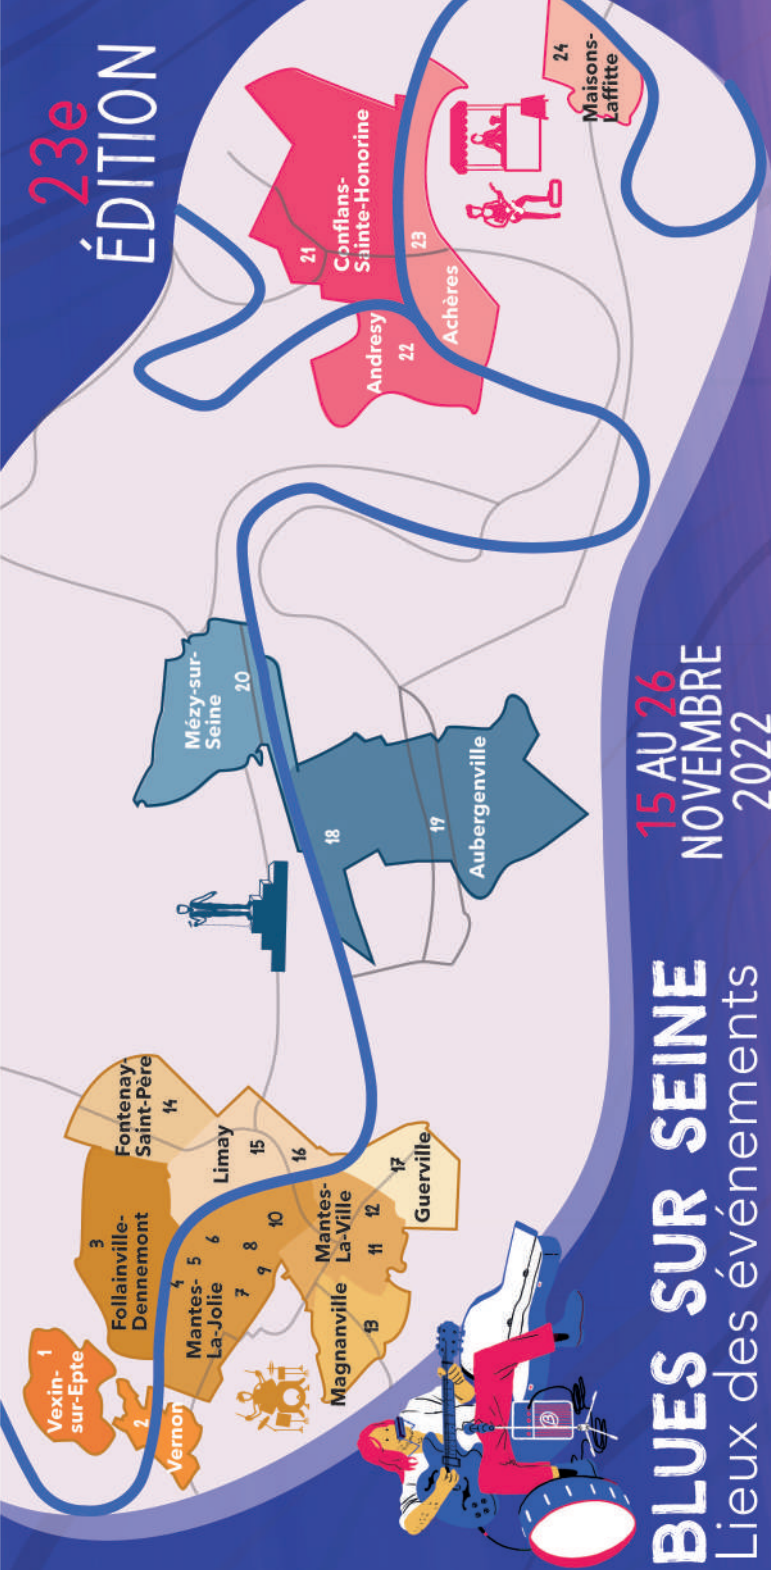 23e
ÉDITION
Vexin-
sur-Epte
1
2
Vernon
3
Follainville-
Dennemont
4
5
6
Mantes-
La-Jolie
7
8
9
10
Mantes-
La-Ville
11
12
Magnanville
13
Fontenay-
Saint-Père
14
Limay
15
16
17
Guerville
18
19
Aubergenville
Mézy-sur-
Seine
20
21
Conflans-
Sainte-Honorine
Andresy
22
23
Achères
24
Maisons-
Laffitte
BLUES SUR SEINE
Lieux des événements
15 AU 26
NOVEMBRE
2022
B